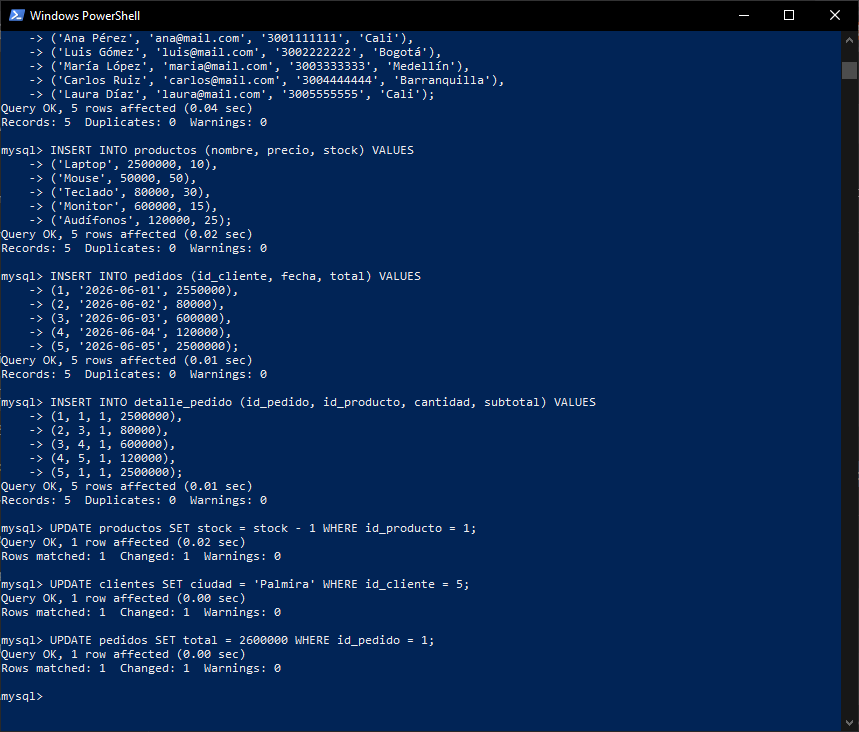 Windows PowerShell
    -> ('Ana Pérez', 'ana@mail.com', '3001111111', 'Cali'),
    -> ('Luis Gómez', 'luis@mail.com', '3002222222', 'Bogotá'),
    -> ('María López', 'maria@mail.com', '3003333333', 'Medellín'),
    -> ('Carlos Ruiz', 'carlos@mail.com', '3004444444', 'Barranquilla'),
    -> ('Laura Díaz', 'laura@mail.com', '3005555555', 'Cali');
Query OK, 5 rows affected (0.04 sec)
Records: 5  Duplicates: 0  Warnings: 0
mysql> INSERT INTO productos (nombre, precio, stock) VALUES
    -> ('Laptop', 2500000, 10),
    -> ('Mouse', 50000, 50),
    -> ('Teclado', 80000, 30),
    -> ('Monitor', 600000, 15),
    -> ('Audífonos', 120000, 25);
Query OK, 5 rows affected (0.02 sec)
Records: 5  Duplicates: 0  Warnings: 0
mysql> INSERT INTO pedidos (id_cliente, fecha, total) VALUES
    -> (1, '2026-06-01', 2550000),
    -> (2, '2026-06-02', 80000),
    -> (3, '2026-06-03', 600000),
    -> (4, '2026-06-04', 120000),
    -> (5, '2026-06-05', 2500000);
Query OK, 5 rows affected (0.01 sec)
Records: 5  Duplicates: 0  Warnings: 0
mysql> INSERT INTO detalle_pedido (id_pedido, id_producto, cantidad, subtotal) VALUES
    -> (1, 1, 1, 2500000),
    -> (2, 3, 1, 80000),
    -> (3, 4, 1, 600000),
    -> (4, 5, 1, 120000),
    -> (5, 1, 1, 2500000);
Query OK, 5 rows affected (0.01 sec)
Records: 5  Duplicates: 0  Warnings: 0
mysql> UPDATE productos SET stock = stock - 1 WHERE id_producto = 1;
Query OK, 1 row affected (0.02 sec)
Rows matched: 1  Changed: 1  Warnings: 0
mysql> UPDATE clientes SET ciudad = 'Palmira' WHERE id_cliente = 5;
Query OK, 1 row affected (0.00 sec)
Rows matched: 1  Changed: 1  Warnings: 0
mysql> UPDATE pedidos SET total = 2600000 WHERE id_pedido = 1;
Query OK, 1 row affected (0.00 sec)
Rows matched: 1  Changed: 1  Warnings: 0
mysql>